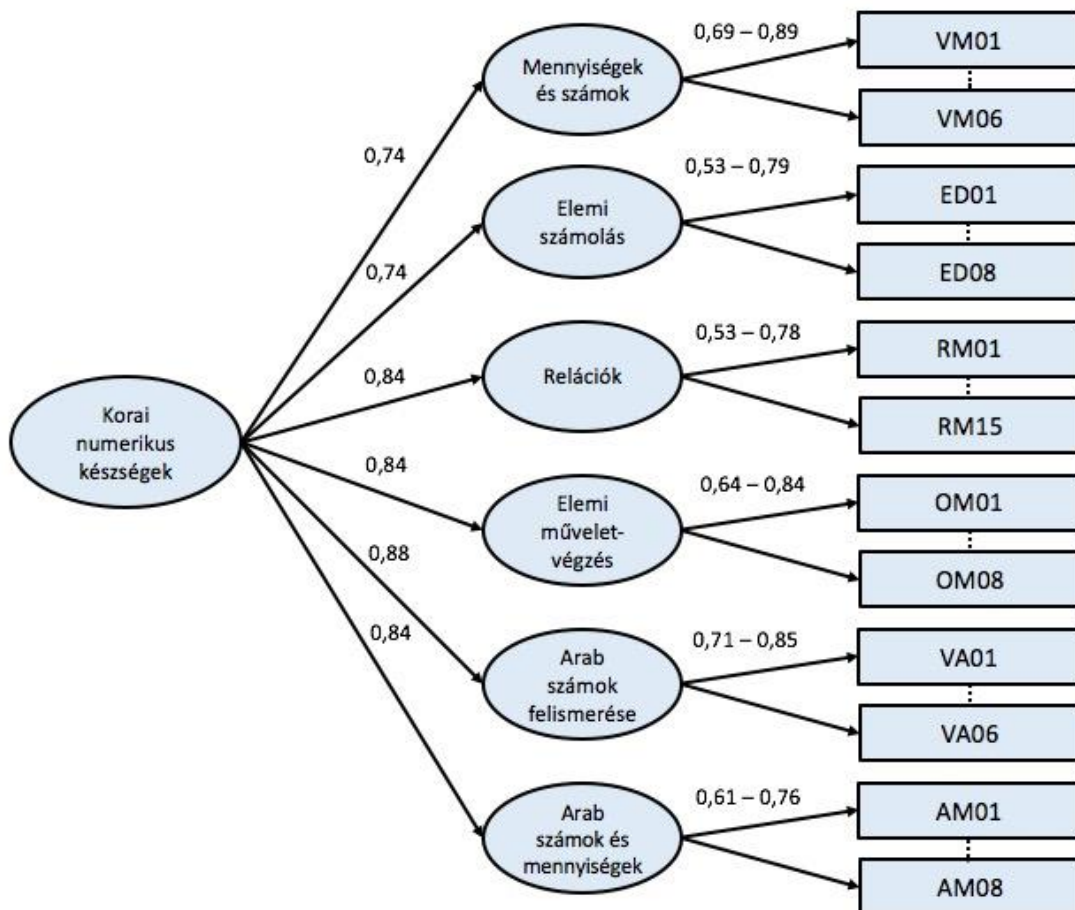 0,69 – 0,89
VM01
Mennyiségek
és számok
VM06
0,74
0,53 – 0,79
ED01
Elemi
számolás
ED08
0,74
0,53 – 0,78
RM01
Relációk
RM15
0,84
Korai
numerikus
készségek
0,84
0,64 – 0,84
OM01
Elemi
művelet-
végzés
OM08
0,88
0,71 – 0,85
VA01
Arab
számok
felismerése
VA06
0,84
0,61 – 0,76
AM01
Arab
számok és
mennyiségek
AM08